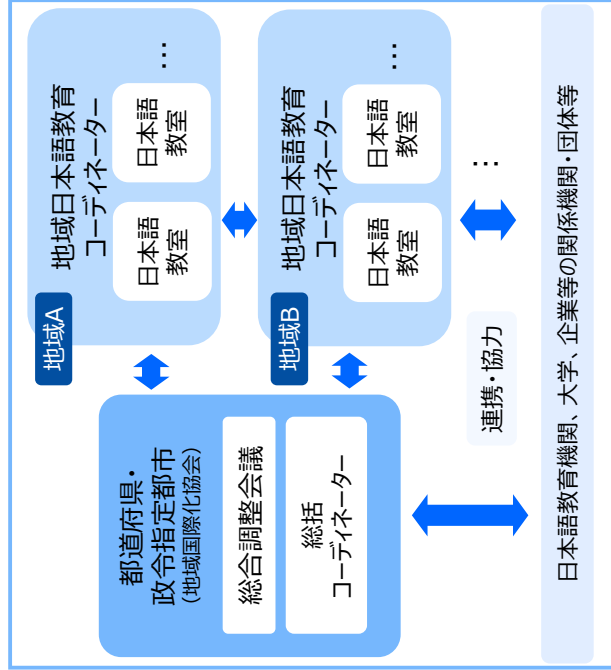 都道府県・
政令指定都市
(地域国際化協会)
総合調整会議
総括
コーディネーター
地域A
地域日本語教育
コーディネーター
日本語
教室
日本語
教室
…
地域B
地域日本語教育
コーディネーター
日本語
教室
日本語
教室
…
…
連携・協力
日本語教育機関、大学、企業等の関係機関・団体等